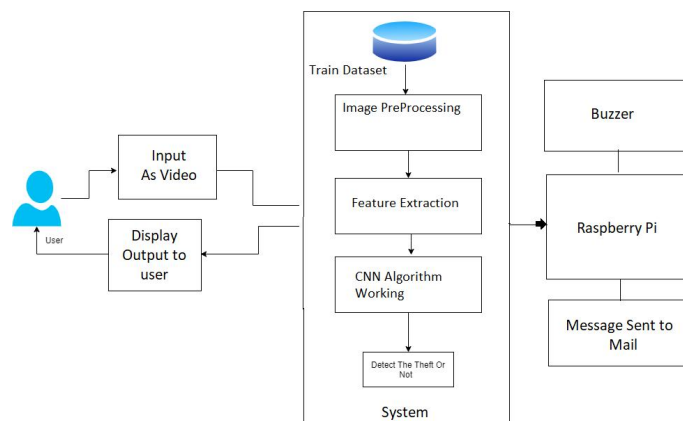 Train Dataset
Image PreProcessing
Buzzer
Input
As Video
Feature Extraction
User
Display
Output to
user
Raspberry Pi
CNN Algorithm
Working
Message Sent to
Mail
Detect The Theft Or
Not
System